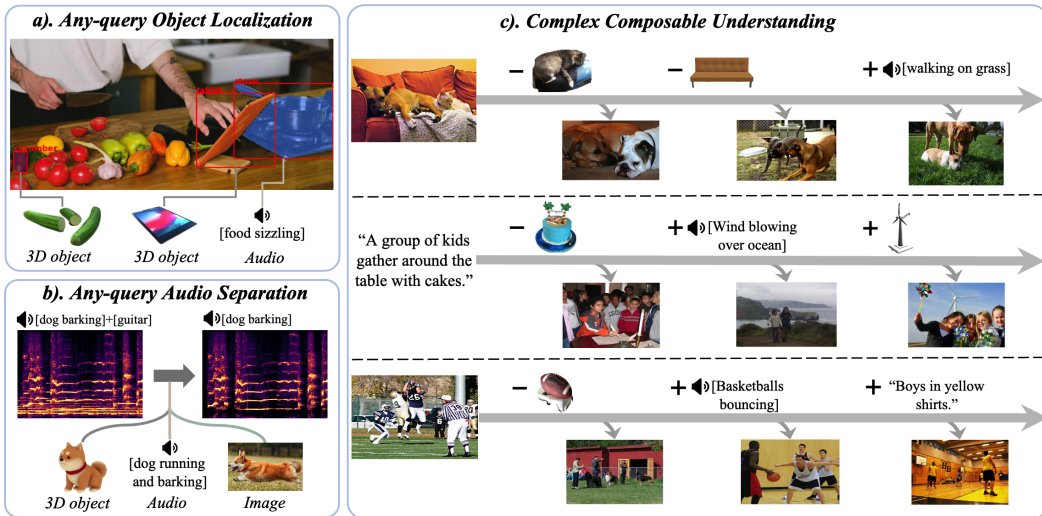 a). Any-query Object Localization
tablet
stove
cucumber
[food sizzling]
3D object
3D object
Audio
b). Any-query Audio Separation
[dog barking]+[guitar]
[dog barking]
[dog running
and barking]
3D object
Audio
Image
c). Complex Composable Understanding
−
−
+
[walking on grass]
“A group of kids
gather around the
table with cakes.”
−
+
[Wind blowing
over ocean]
+
−
+
[Basketballs
bouncing]
+
“Boys in yellow
shirts.”